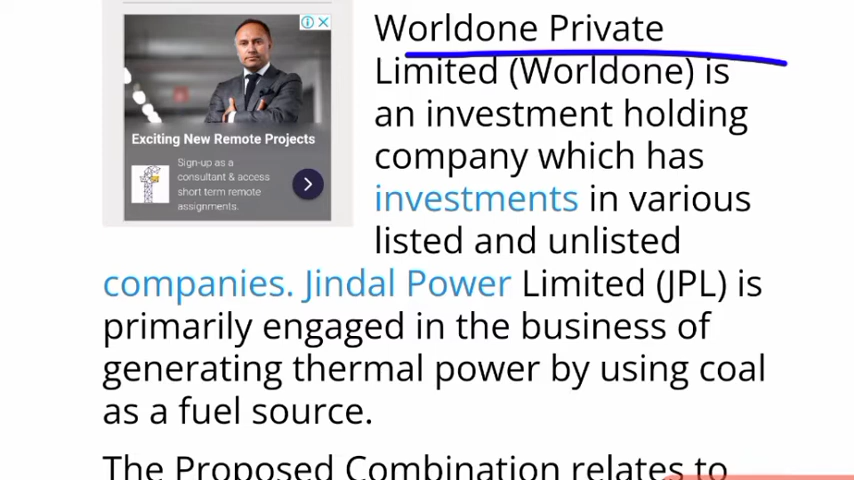 Exciting New Remote Projects
Sign-up as a
consultant & access
short term remote
assignments.
Worldone Private
Limited (Worldone) is
an investment holding
company which has
investments in various
listed and unlisted
companies. Jindal Power Limited (JPL) is
primarily engaged in the business of
generating thermal power by using coal
as a fuel source.
The Proposed Combination relates to